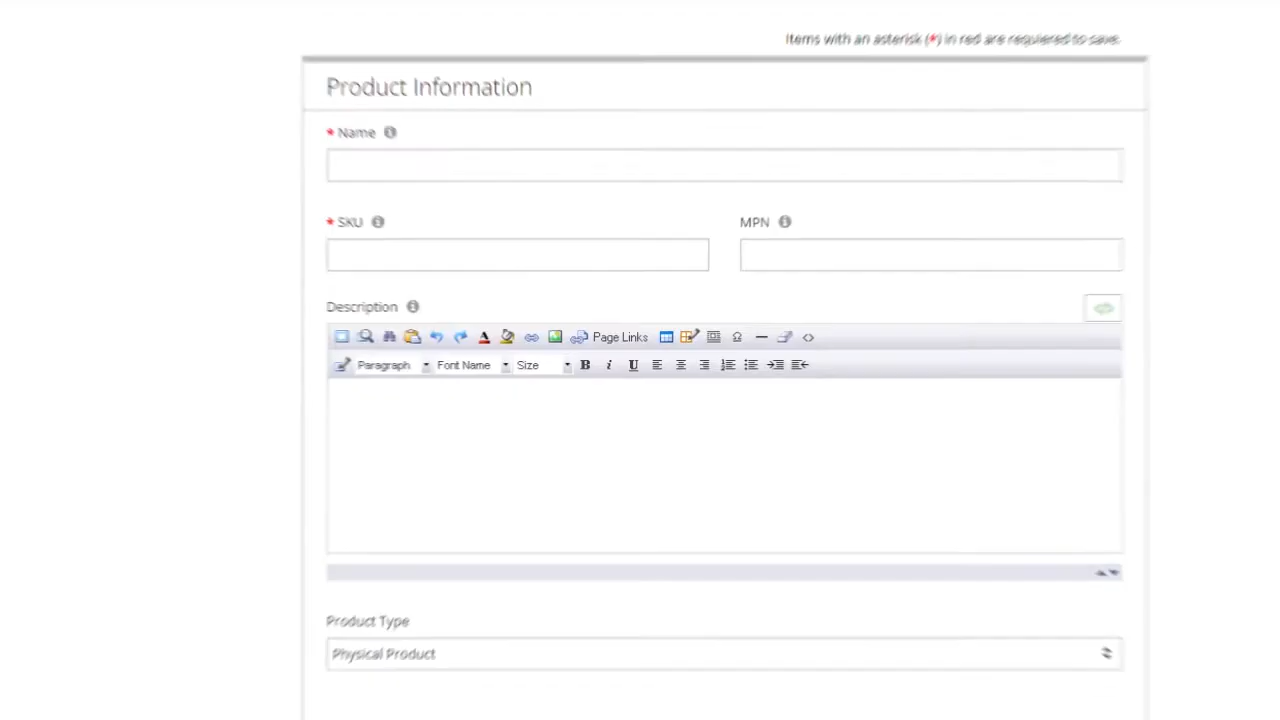 Items with an asterisk (*) in red are requiered to save.
Product Information
* Name
* SKU
MPN
Description
Page Links
Paragraph Font Name Size B i U
Product Type
Physical Product